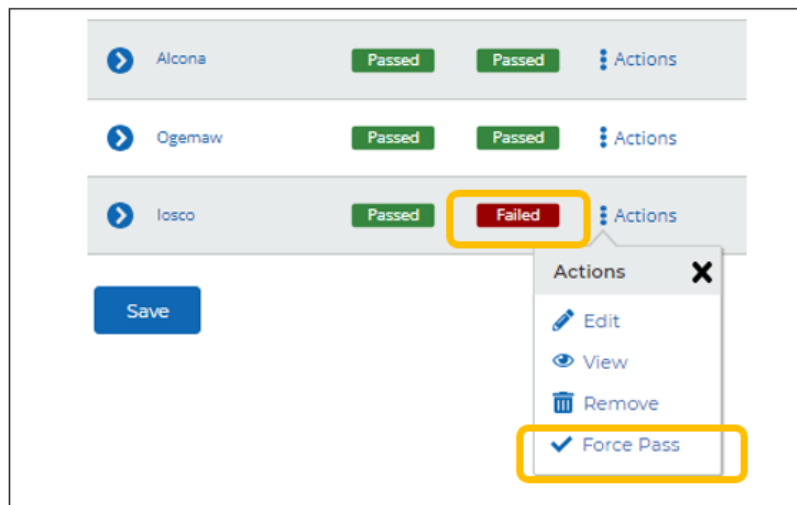 Alcona Passed Passed Actions
Ogemaw Passed Passed Actions
Iosco Passed Failed Actions
Actions
Save
Edit
View
Remove
Force Pass